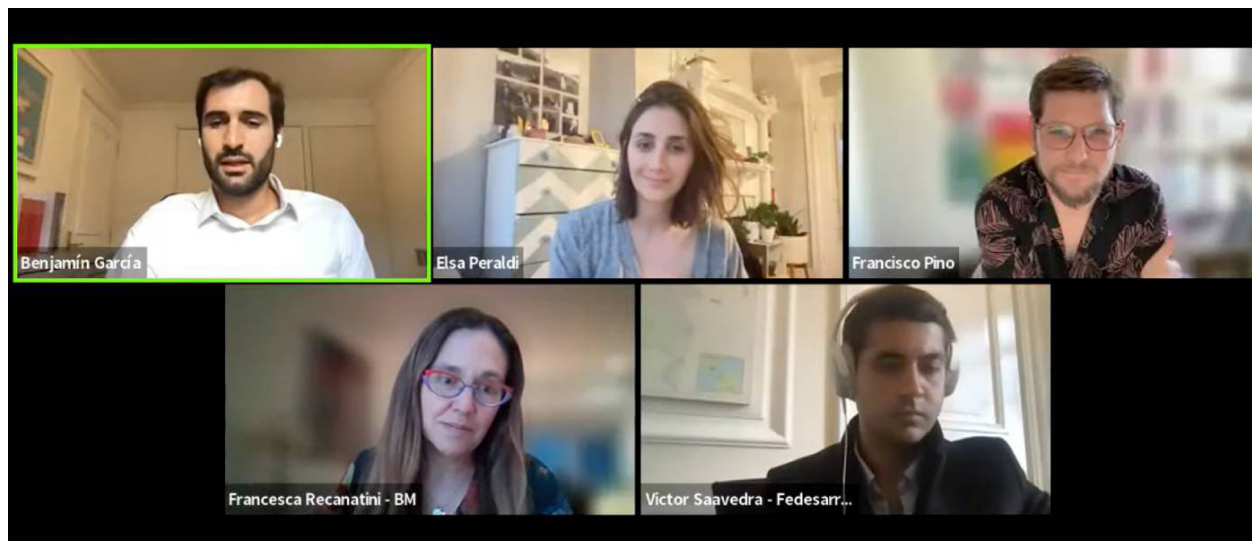 Benjamín García
Elsa Peraldi
Francisco Pino
Francesca Recanatini - BM
Victor Saavedra - Fedesarr...